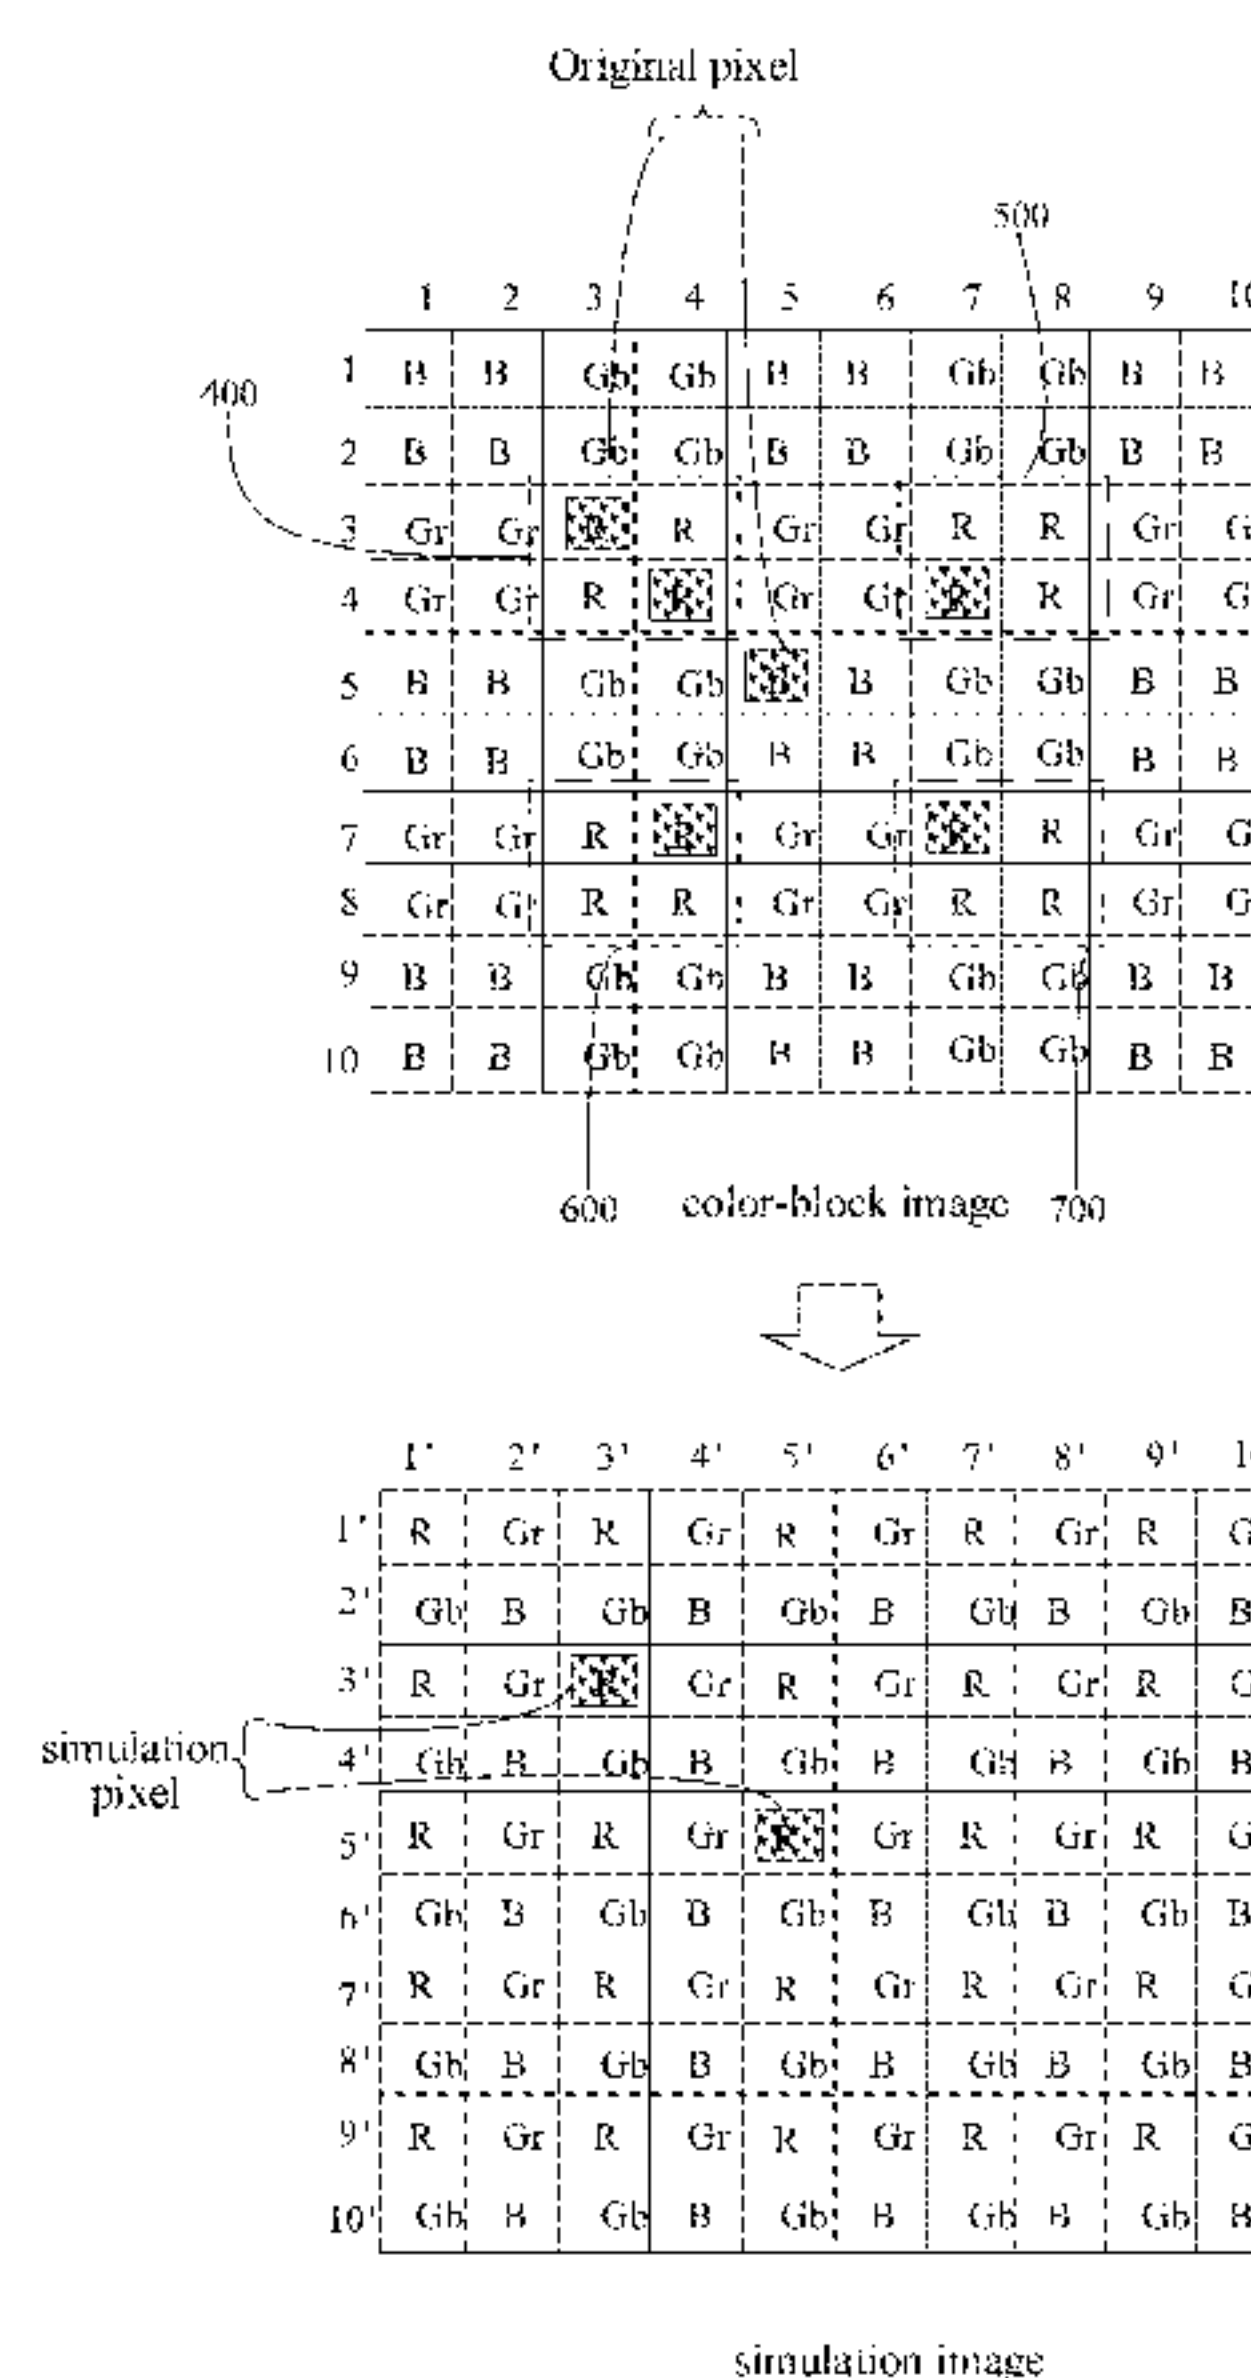 Original pixel
500
1 2 3 4 5 6 7 8 9
400
1 B B Gb Gb B B Gb Gb B B
2 B B Gb Gb B B Gb Gb B B
3 Gr Gr R R Gr Gr R R Gr G
4 Gr Gr R R Gr Gr R R Gr G
5 B B Gb Gb B Gb Gb B B
6 B B Gb Gb B B Gb Gb B B
7 Gr Gr R R Gr Gr R R Gr G
8 Gr Gr R R Gr Gr R R Gr G
9 B B Gb Gb B B Gb Gb B B
10 B B Gb Gb B B Gb Gb B B
600 color-block image 700
1' 2' 3' 4' 5' 6' 7' 8' 9'
1' R Gr R Gr R Gr R Gr R G
2' Gb B Gb B Gb B Gb B Gb B
3' R Gr R Gr R Gr R Gr R G
simulation
pixel
4' Gb B Gb B Gb B Gb B Gb B
5' R Gr R Gr R Gr R Gr R G
6' Gb B Gb B Gb B Gb B Gb B
7' R Gr R Gr R Gr R Gr R G
8' Gb B Gb B Gb B Gb B Gb B
9' R Gr R Gr R Gr R Gr R G
10' Gb B Gb B Gb B Gb B Gb B
simulation image